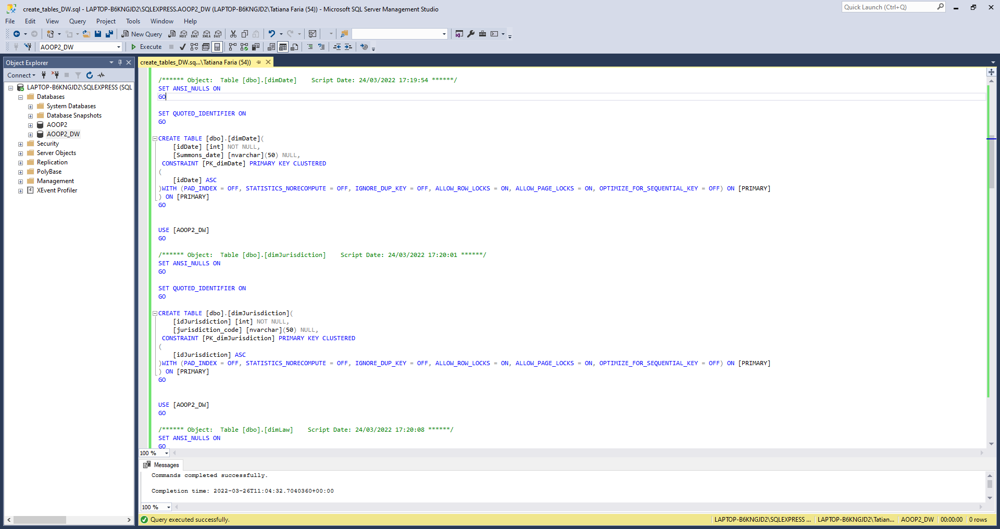 create_tables_DW.sql - LAPTOP-B6KNGJD2\SQLEXPRESS.AOOP2_DW (LAPTOP-B6KNGJD2\Tatiana Faria (54)) - Microsoft SQL Server Management Studio
Quick Launch (Ctrl+Q)
File Edit View Query Project Tools Window Help
New Query MDX DMX XMLA DAX
AOOP2_DW Execute
Object Explorer
create_tables_DW.sq...\Tatiana Faria (54))
Connect
LAPTOP-B6KNGJD2\SQLEXPRESS (SQL
Databases
System Databases
Database Snapshots
AOOP2
AOOP2_DW
Security
Server Objects
Replication
PolyBase
Management
XEvent Profiler
/****** Object:  Table [dbo].[dimDate]    Script Date: 24/03/2022 17:19:54 ******/
SET ANSI_NULLS ON
GO
SET QUOTED_IDENTIFIER ON
GO
CREATE TABLE [dbo].[dimDate](
[idDate] [int] NOT NULL,
[Summons_date] [nvarchar](50) NULL,
CONSTRAINT [PK_dimDate] PRIMARY KEY CLUSTERED
(
[idDate] ASC
)WITH (PAD_INDEX = OFF, STATISTICS_NORECOMPUTE = OFF, IGNORE_DUP_KEY = OFF, ALLOW_ROW_LOCKS = ON, ALLOW_PAGE_LOCKS = ON, OPTIMIZE_FOR_SEQUENTIAL_KEY = OFF) ON [PRIMARY]
) ON [PRIMARY]
GO
USE [AOOP2_DW]
GO
/****** Object:  Table [dbo].[dimJurisdiction]    Script Date: 24/03/2022 17:20:01 ******/
SET ANSI_NULLS ON
GO
SET QUOTED_IDENTIFIER ON
GO
CREATE TABLE [dbo].[dimJurisdiction](
[idJurisdiction] [int] NOT NULL,
[jurisdiction_code] [nvarchar](50) NULL,
CONSTRAINT [PK_dimJurisdiction] PRIMARY KEY CLUSTERED
(
[idJurisdiction] ASC
)WITH (PAD_INDEX = OFF, STATISTICS_NORECOMPUTE = OFF, IGNORE_DUP_KEY = OFF, ALLOW_ROW_LOCKS = ON, ALLOW_PAGE_LOCKS = ON, OPTIMIZE_FOR_SEQUENTIAL_KEY = OFF) ON [PRIMARY]
) ON [PRIMARY]
GO
USE [AOOP2_DW]
GO
/****** Object:  Table [dbo].[dimLaw]    Script Date: 24/03/2022 17:20:08 ******/
SET ANSI_NULLS ON
GO
100 %
Messages
Commands completed successfully.
Completion time: 2022-03-26T11:04:32.7040360+00:00
100 %
Query executed successfully.
LAPTOP-B6KNGJD2\SQLEXPRESS ... LAPTOP-B6KNGJD2\Tatian... AOOP2_DW 00:00:00 0 rows